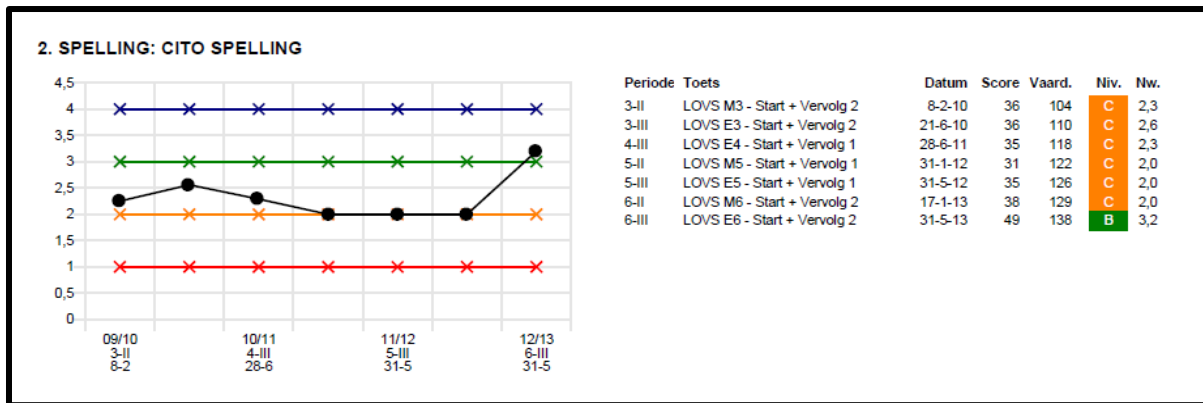 2. SPELLING: CITO SPELLING
4,5
4
3,5
3
2,5
2
1,5
1
0,5
0
09/10 10/11 11/12 12/13
3-II 4-III 5-III 6-III
8-2 28-6 31-5 31-5
Periode Toets Datum Score Vaard. Niv. Nw.
3-II LOVS M3 - Start + Vervolg 2 8-2-10 36 104 C 2,3
3-III LOVS E3 - Start + Vervolg 2 21-6-10 36 110 C 2,6
4-III LOVS E4 - Start + Vervolg 1 28-6-11 35 118 C 2,3
5-II LOVS M5 - Start + Vervolg 1 31-1-12 31 122 C 2,0
5-III LOVS E5 - Start + Vervolg 1 31-5-12 35 126 C 2,0
6-II LOVS M6 - Start + Vervolg 2 17-1-13 38 129 C 2,0
6-III LOVS E6 - Start + Vervolg 2 31-5-13 49 138 B 3,2